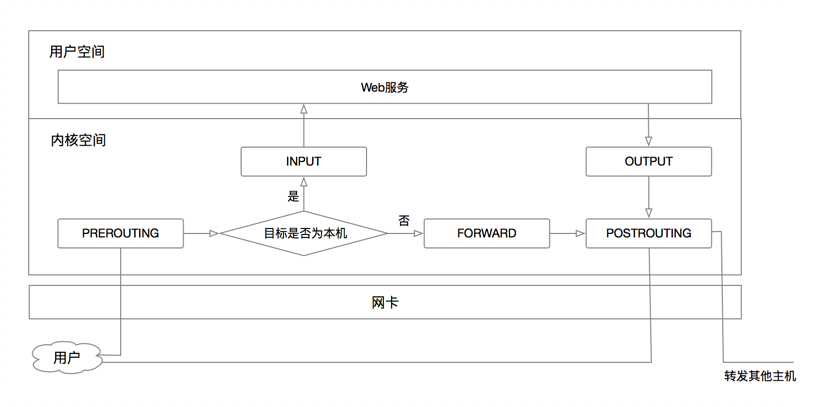 用户空间
Web服务
内核空间
INPUT
OUTPUT
是
否
PREROUTING
目标是否为本机
FORWARD
POSTROUTING
网卡
用户
转发其他主机